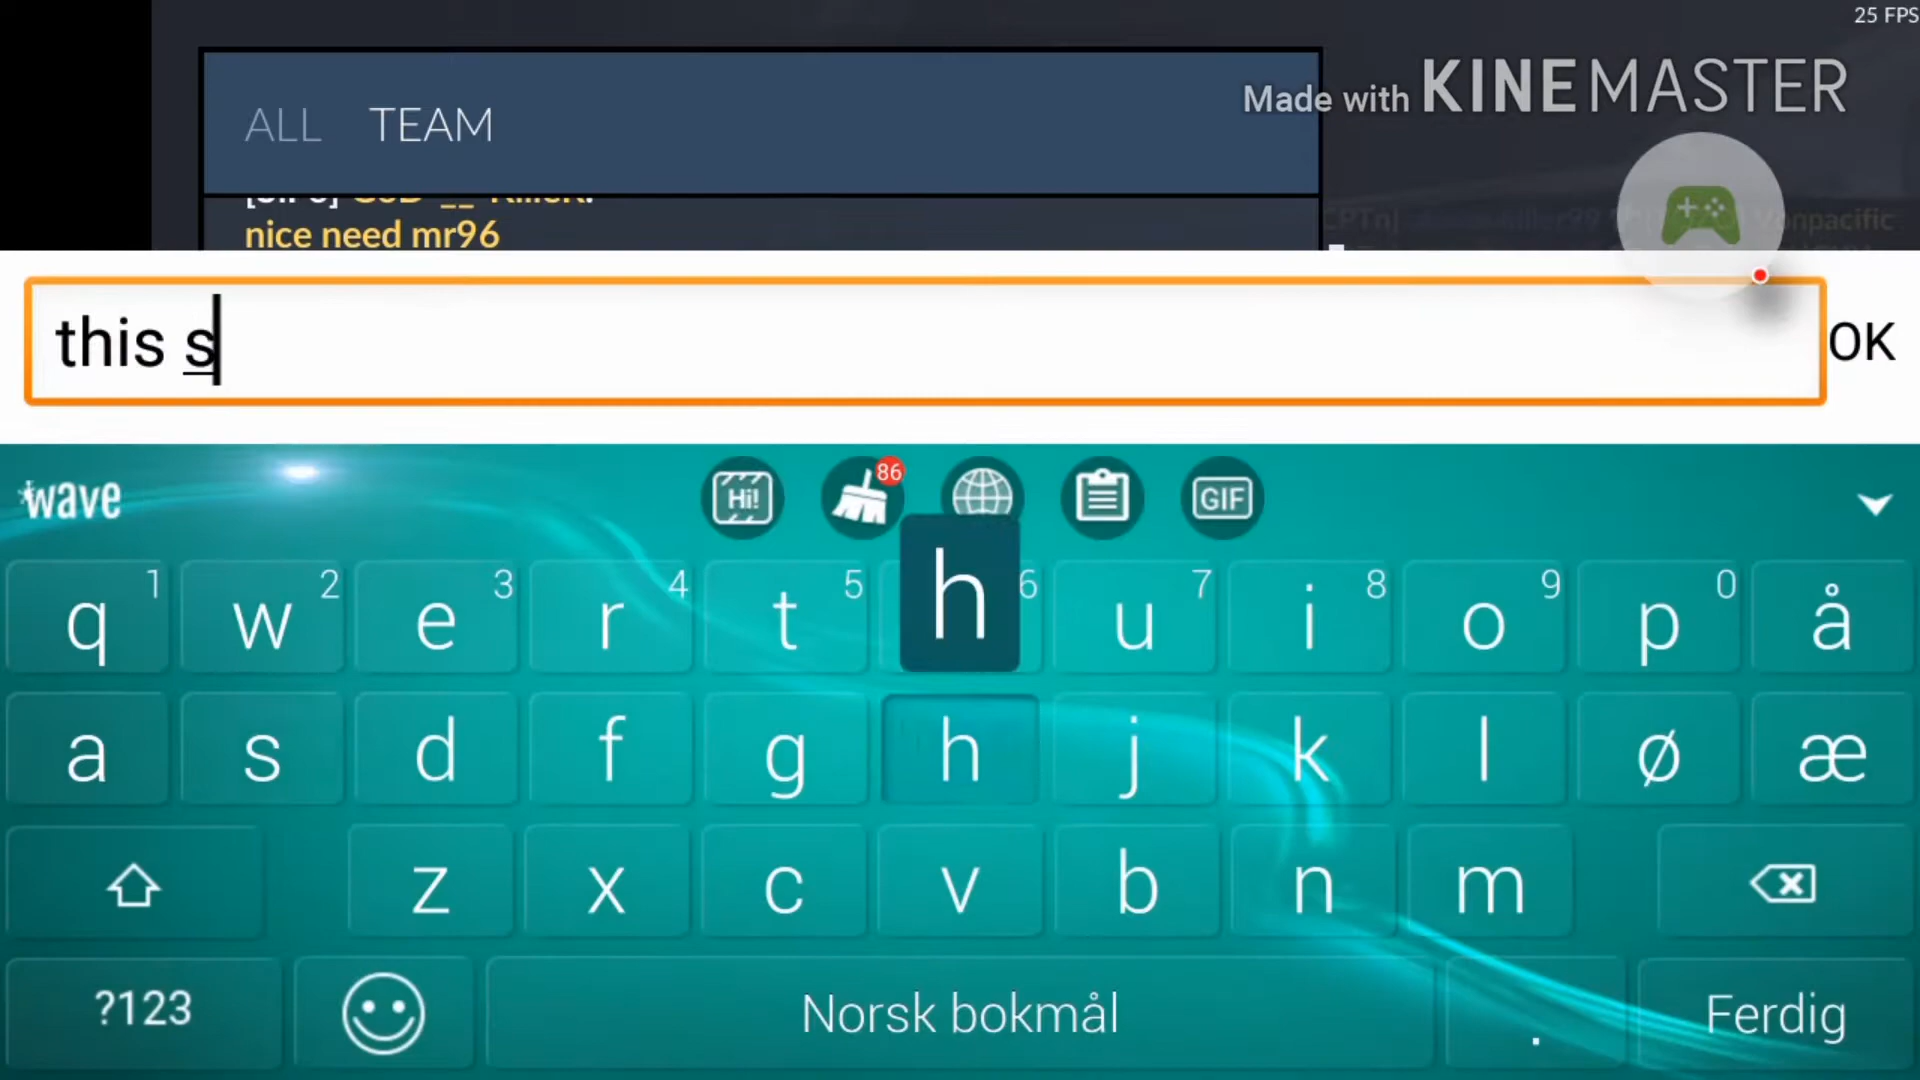 25 FPS
Made with KINEMASTER
ALL TEAM
nice need mr96
this s
OK
wave
Hi! 86 GIF
q 1 w 2 e 3 r 4 t 5 h 6 u 7 i 8 o 9 p 0 å
a s d f g h j k l ø æ
z x c v b n m
?123 Norsk bokmål . Ferdig